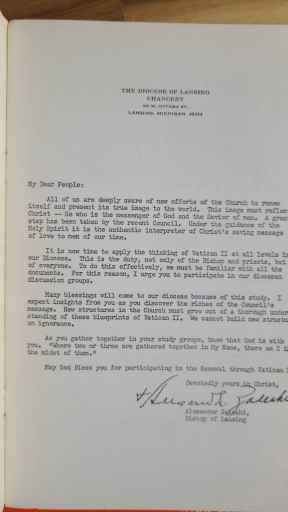 THE DIOCESE OF LANSING
CHANCERY
LANSING, MICHIGAN
My Dear People:
All of us are deeply aware of new efforts of the Church to renew
itself and present its true image to the world. This image must reflec
Christ -- He who is the messenger of God and the Savior of men. A great
step has been taken by the recent Council. Under the guidance of the
Holy Spirit it is the authentic interpreter of Christ's saving message
of love to men of our time.
It is now time to apply the thinking of Vatican II at all levels in
our Diocese. This is the duty, not only of the Bishop and priests, but
of everyone. To do this effectively, we must be familiar with all the
documents. For this reason, I urge you to participate in our diocesan
discussion groups.
Many blessings will come to our diocese because of this study. I
expect insights from you as you discover the riches of the Council's
message. New structures in the Church must grow out of a thorough under
standing of these blueprints of Vatican II. We cannot build new structu
on ignorance.
As you gather together in your study groups, know that God is with
you. "Where two or three are gathered together in My Name, there am I in
the midst of them."
May God bless you for participating in the Renewal through Vatican I
Devotedly yours in Christ,
Alexander Zaleski
Alexander Zaleski,
Bishop of Lansing